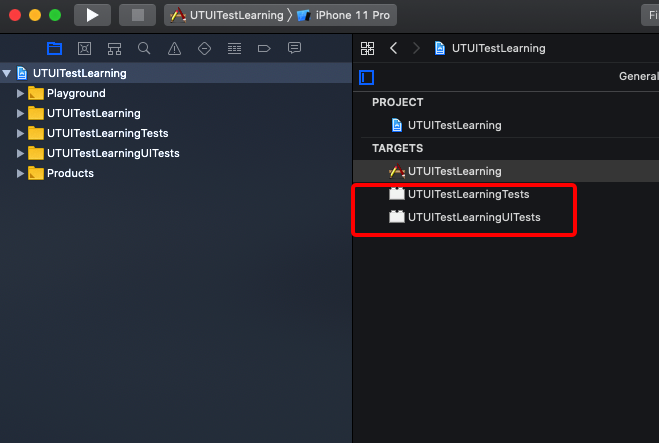 UTUITestLearning
iPhone 11 Pro
Fi
UTUITestLearning
UTUITestLearning
General
Playground
UTUITestLearning
UTUITestLearningTests
UTUITestLearningUITests
Products
PROJECT
UTUITestLearning
TARGETS
UTUITestLearning
UTUITestLearningTests
UTUITestLearningUITests